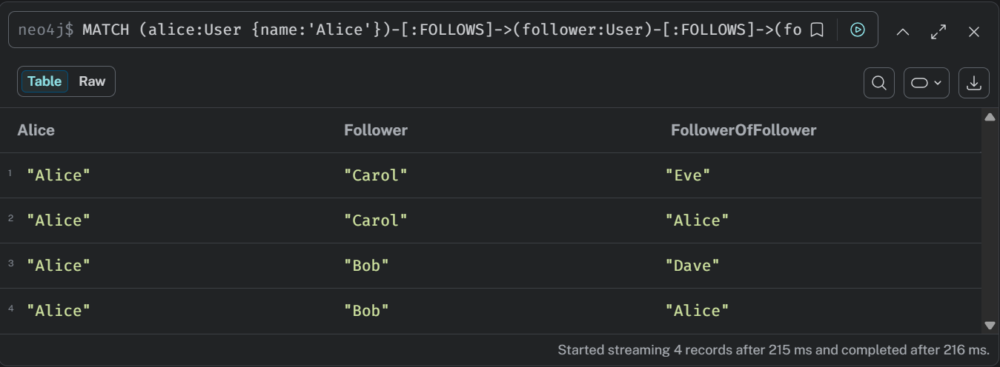 neo4j$ MATCH (alice:User {name:'Alice'})-[:FOLLOWS]->(follower:User)-[:FOLLOWS]->(fo
Table Raw
Alice Follower FollowerOfFollower
1 "Alice" "Carol" "Eve"
2 "Alice" "Carol" "Alice"
3 "Alice" "Bob" "Dave"
4 "Alice" "Bob" "Alice"
Started streaming 4 records after 215 ms and completed after 216 ms.